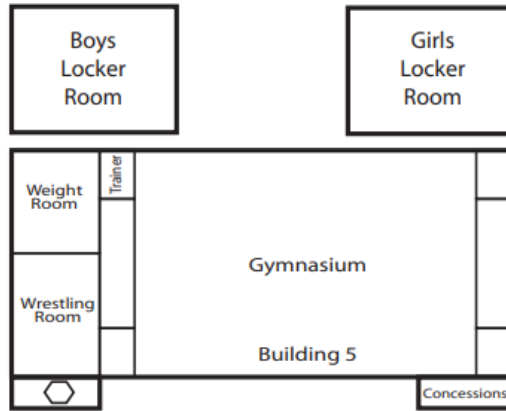 Boys
Locker
Room
Girls
Locker
Room
Weight
Room
Trainer
Wrestling
Room
Gymnasium
Building 5
Concessions